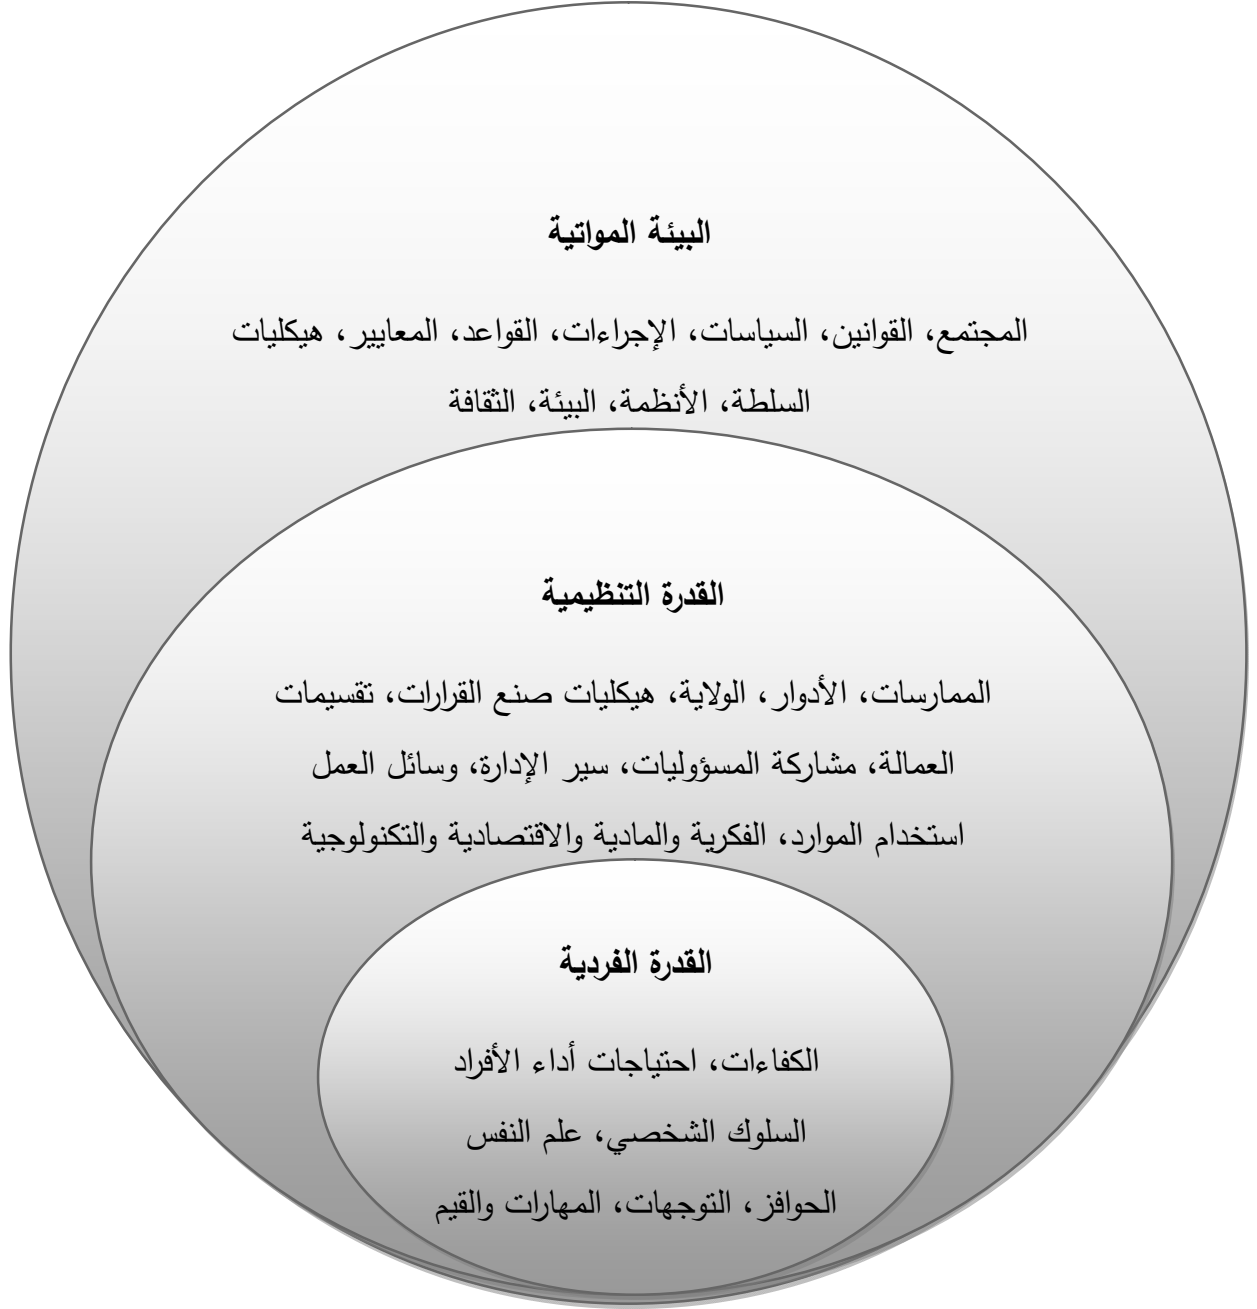 البيئة المواتية
المجتمع، القوانين، السياسات، الإجراءات، القواعد، المعايير، هيكليات
السلطة، الأنظمة، البيئة، الثقافة
القدرة التنظيمية
الممارسات، الأدوار، الولاية، هيكليات صنع القرارات، تقسيمات
العمالة، مشاركة المسؤوليات، سير الإدارة، وسائل العمل
استخدام الموارد، الفكرية والمادية والاقتصادية والتكنولوجية
القدرة الفردية
الكفاءات، احتياجات أداء الأفراد
السلوك الشخصي، علم النفس
الحوافز، التوجهات، المهارات والقيم